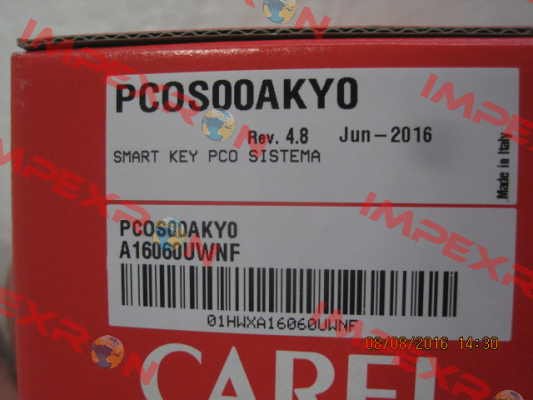 PCOS00AKY0
Rev. 4.8 Jun-2016
SMART KEY PCO SISTEMA
Made in Italy
PCOS00AKY0
A16060UWNF
01HWXA16060UWNF
08/08/2016 14:30
CAREL
IMPEXRON
IMPEXRON
IMPEXRON
IMPEXRON